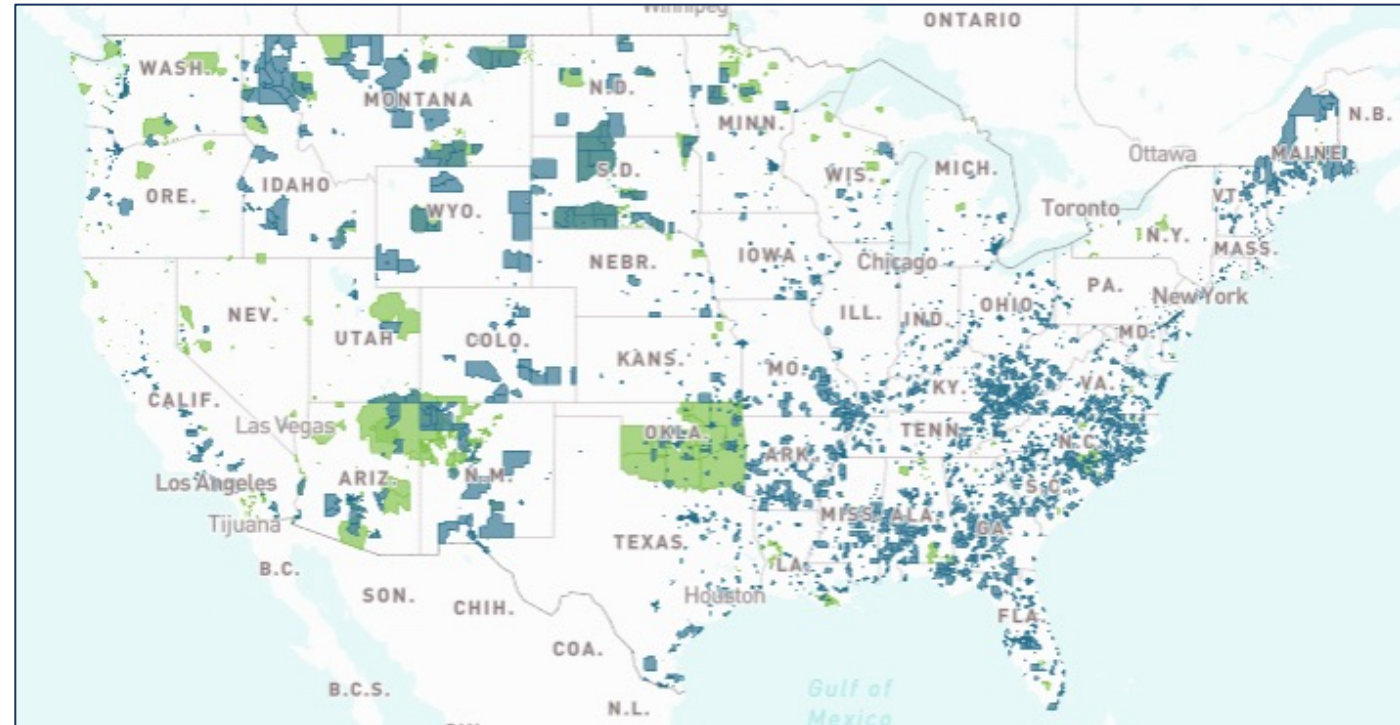 Winnipeg
ONTARIO
WASH.
MONTANA
N.D.
MINN.
N.B.
Ottawa
MAINE
ORE.
IDAHO
WYO.
S.D.
WIS.
MICH.
VT.
Toronto
N.Y.
MASS.
NEBR.
IOWA
Chicago
NEV.
UTAH
COLO.
ILL.
IND.
OHIO
PA.
New York
MD.
KANS.
MO.
KY.
VA.
CALIF.
Las Vegas
OKLA.
TENN.
N.C.
Los Angeles
ARIZ.
N.M.
ARK.
S.C.
Tijuana
MISS.
ALA.
GA.
TEXAS
LA.
B.C.
SON.
CHIH.
Houston
FLA.
COA.
B.C.S.
N.L.
Gulf of
Mexico